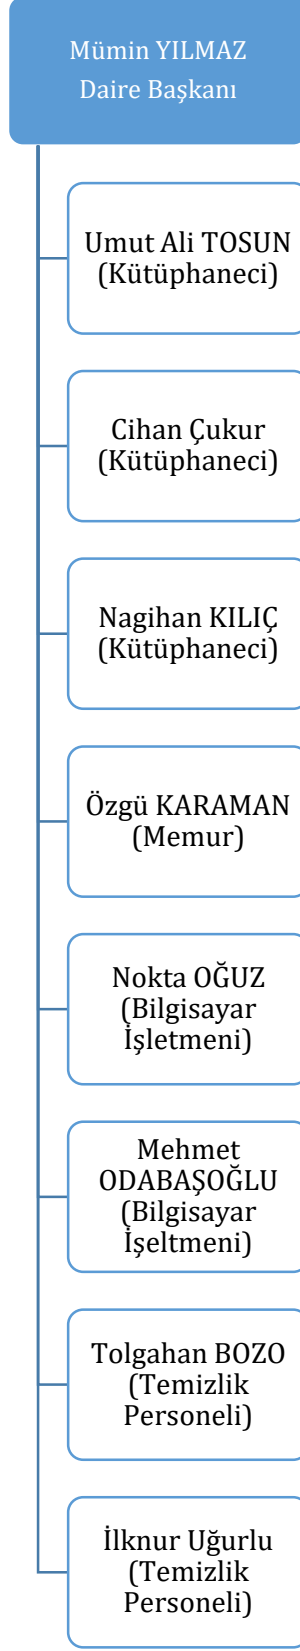 Mümin YILMAZ
Daire Başkanı
Umut Ali TOSUN
(Kütüphaneci)
Cihan Çukur
(Kütüphaneci)
Nagihan KILIÇ
(Kütüphaneci)
Özgü KARAMAN
(Memur)
Nokta OĞUZ
(Bilgisayar
İşletmeni)
Mehmet
ODABAŞOĞLU
(Bilgisayar
İşeltmeni)
Tolgahan BOZO
(Temizlik
Personeli)
İlknur Uğurlu
(Temizlik
Personeli)